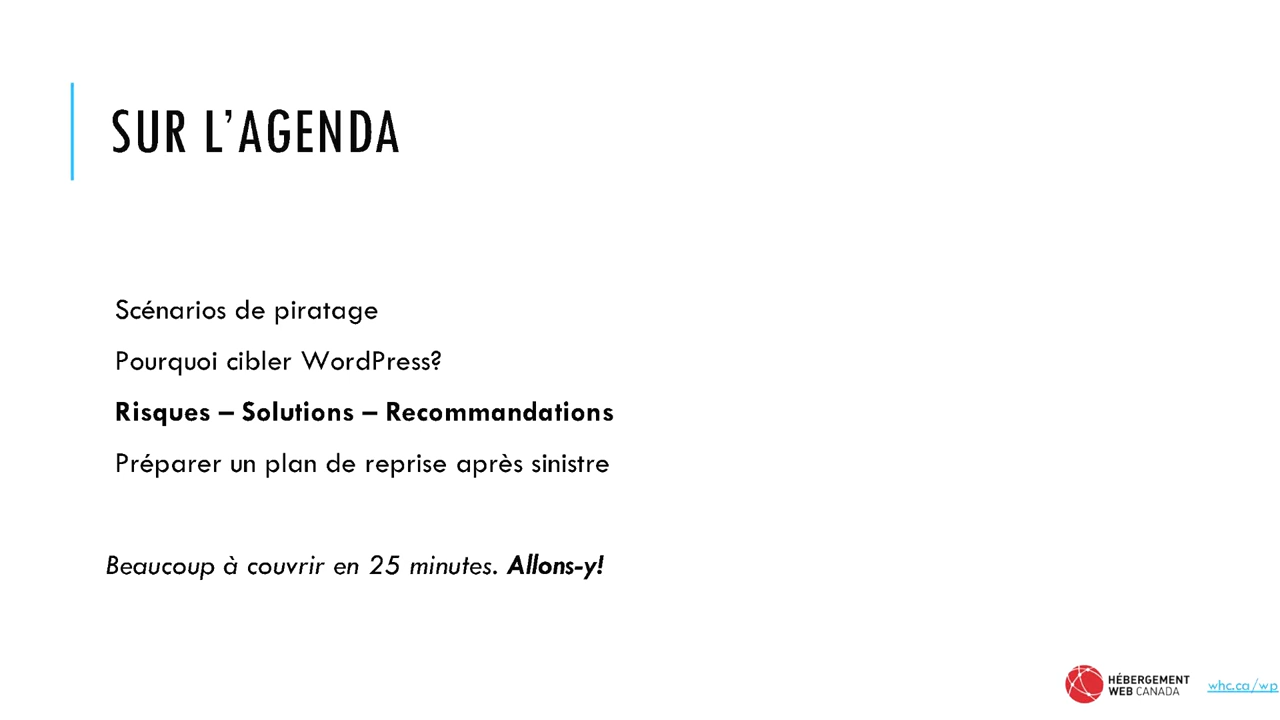 SUR L’AGENDA
Scénarios de piratage
Pourquoi cibler WordPress?
Risques – Solutions – Recommandations
Préparer un plan de reprise après sinistre
Beaucoup à couvrir en 25 minutes. Allons-y!
HÉBERGEMENT
WEB CANADA
whc.ca/wp